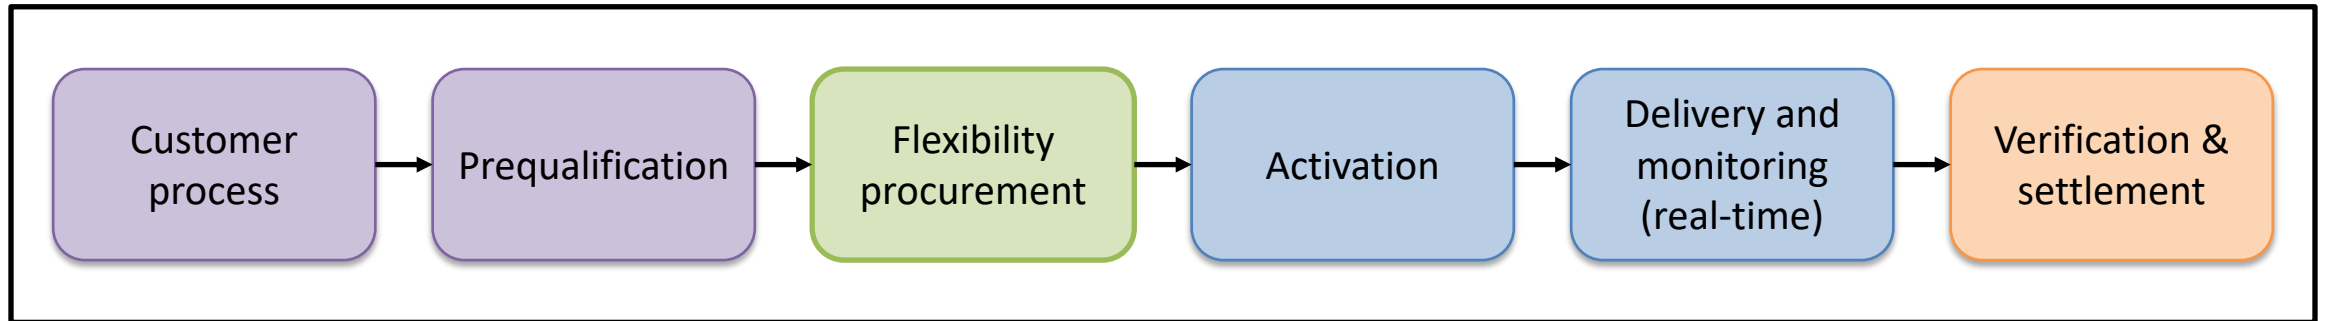 Customer
process
Prequalification
Flexibility
procurement
Activation
Delivery and
monitoring
(real-time)
Verification &
settlement